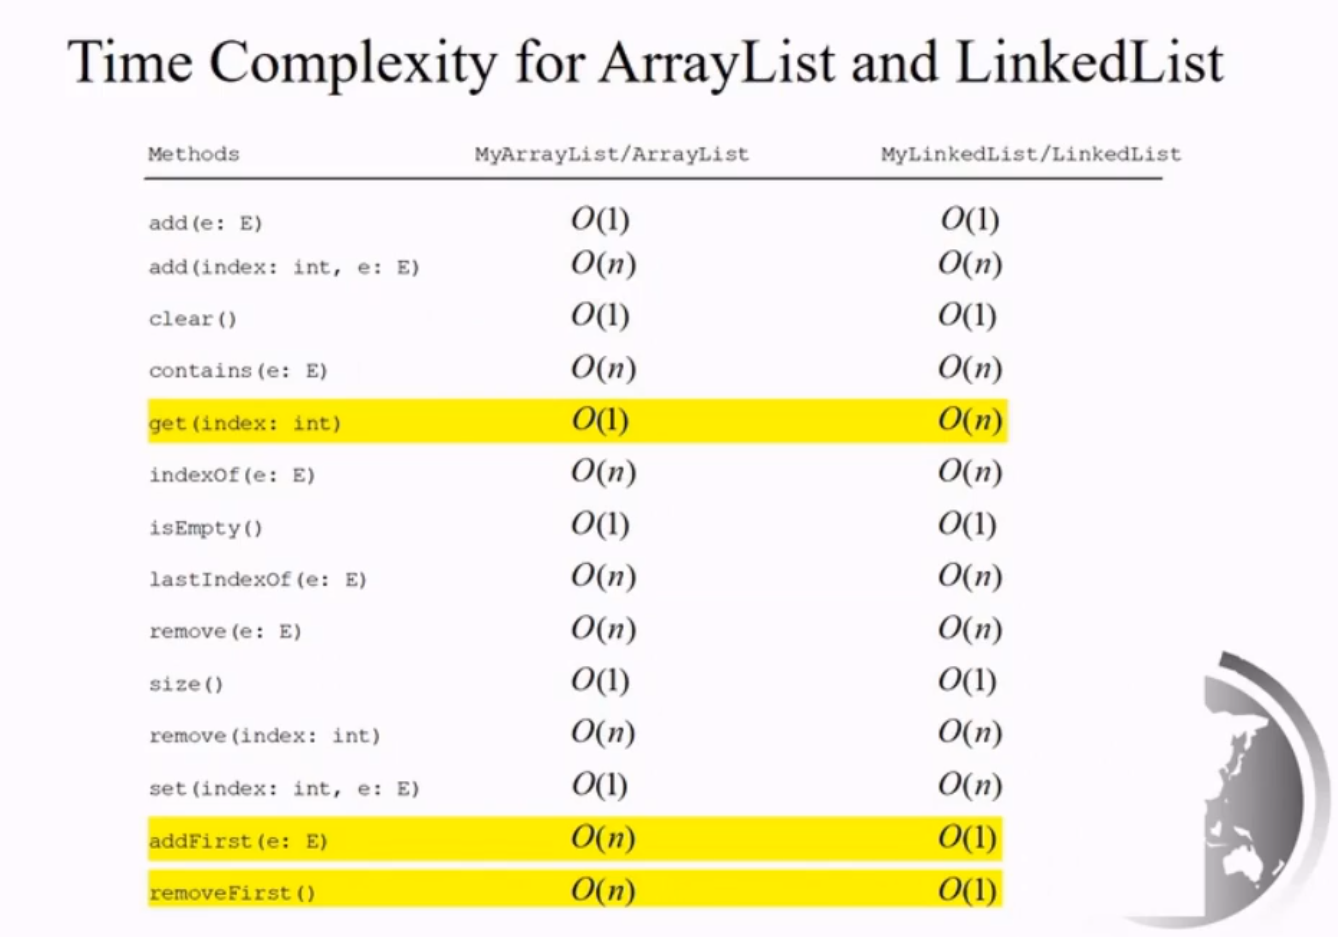 Time Complexity for ArrayList and LinkedList
Methods MyArrayList/ArrayList MyLinkedList/LinkedList
add(e: E) O(1) O(1)
add(index: int, e: E) O(n) O(n)
clear() O(1) O(1)
contains(e: E) O(n) O(n)
get(index: int) O(1) O(n)
indexOf(e: E) O(n) O(n)
isEmpty() O(1) O(1)
lastIndexOf(e: E) O(n) O(n)
remove(e: E) O(n) O(n)
size() O(1) O(1)
remove(index: int) O(n) O(n)
set(index: int, e: E) O(1) O(n)
addFirst(e: E) O(n) O(1)
removeFirst() O(n) O(1)